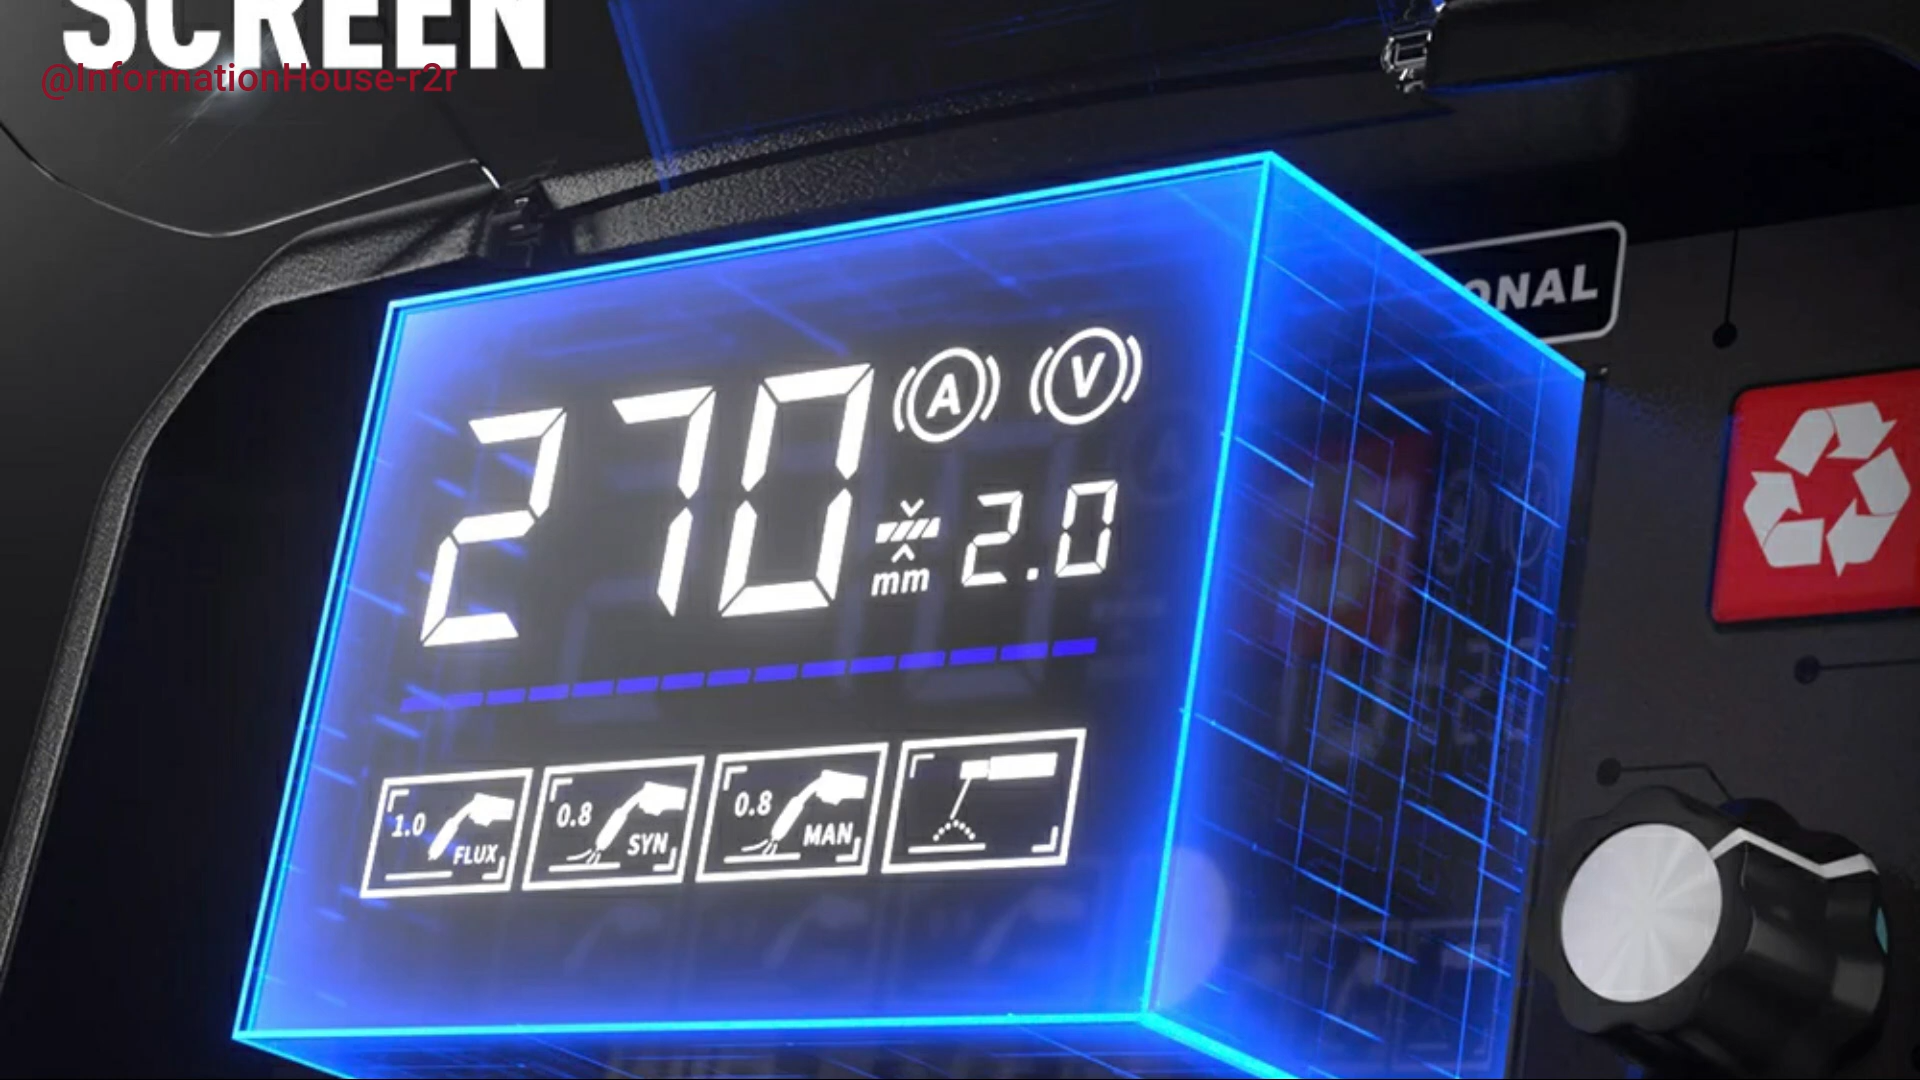 SCREEN
@InformationHouse-r2r
ONAL
270 A V
mm 2.0
1.0 FLUX
0.8 SYN
0.8 MAN